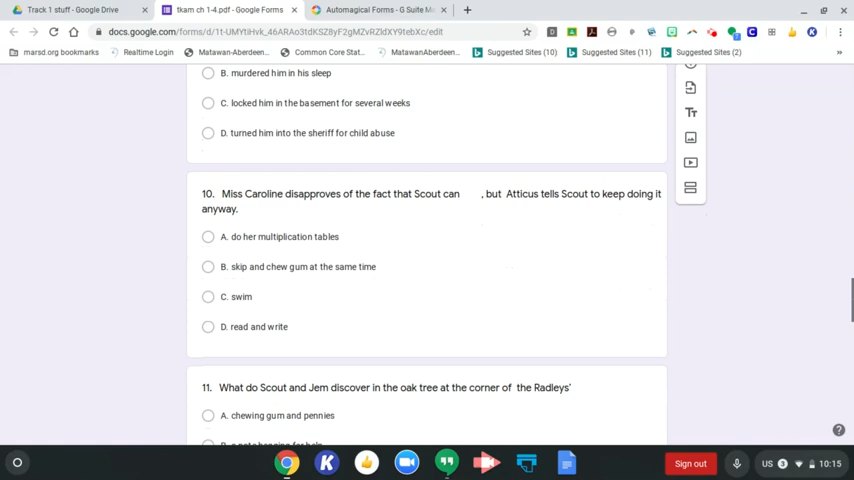 Track 1 stuff - Google Drive
tkam ch 1-4.pdf - Google Forms
Automagical Forms - G Suite M
docs.google.com/forms/d/1t-UMYtiHvk_46ARAo3tdKSZ8yF2gMZvRZldXY9tebXc/edit
marsd.org bookmarks
Realtime Login
Matawan-Aberdeen...
Common Core Stat...
MatawanAberdeen...
Suggested Sites (10)
Suggested Sites (11)
Suggested Sites (2)
B. murdered him in his sleep
C. locked him in the basement for several weeks
D. turned him into the sheriff for child abuse
10. Miss Caroline disapproves of the fact that Scout can , but Atticus tells Scout to keep doing it
anyway.
A. do her multiplication tables
B. skip and chew gum at the same time
C. swim
D. read and write
11. What do Scout and Jem discover in the oak tree at the corner of the Radleys'
A. chewing gum and pennies
Tt
K
Sign out
US 3 10:15